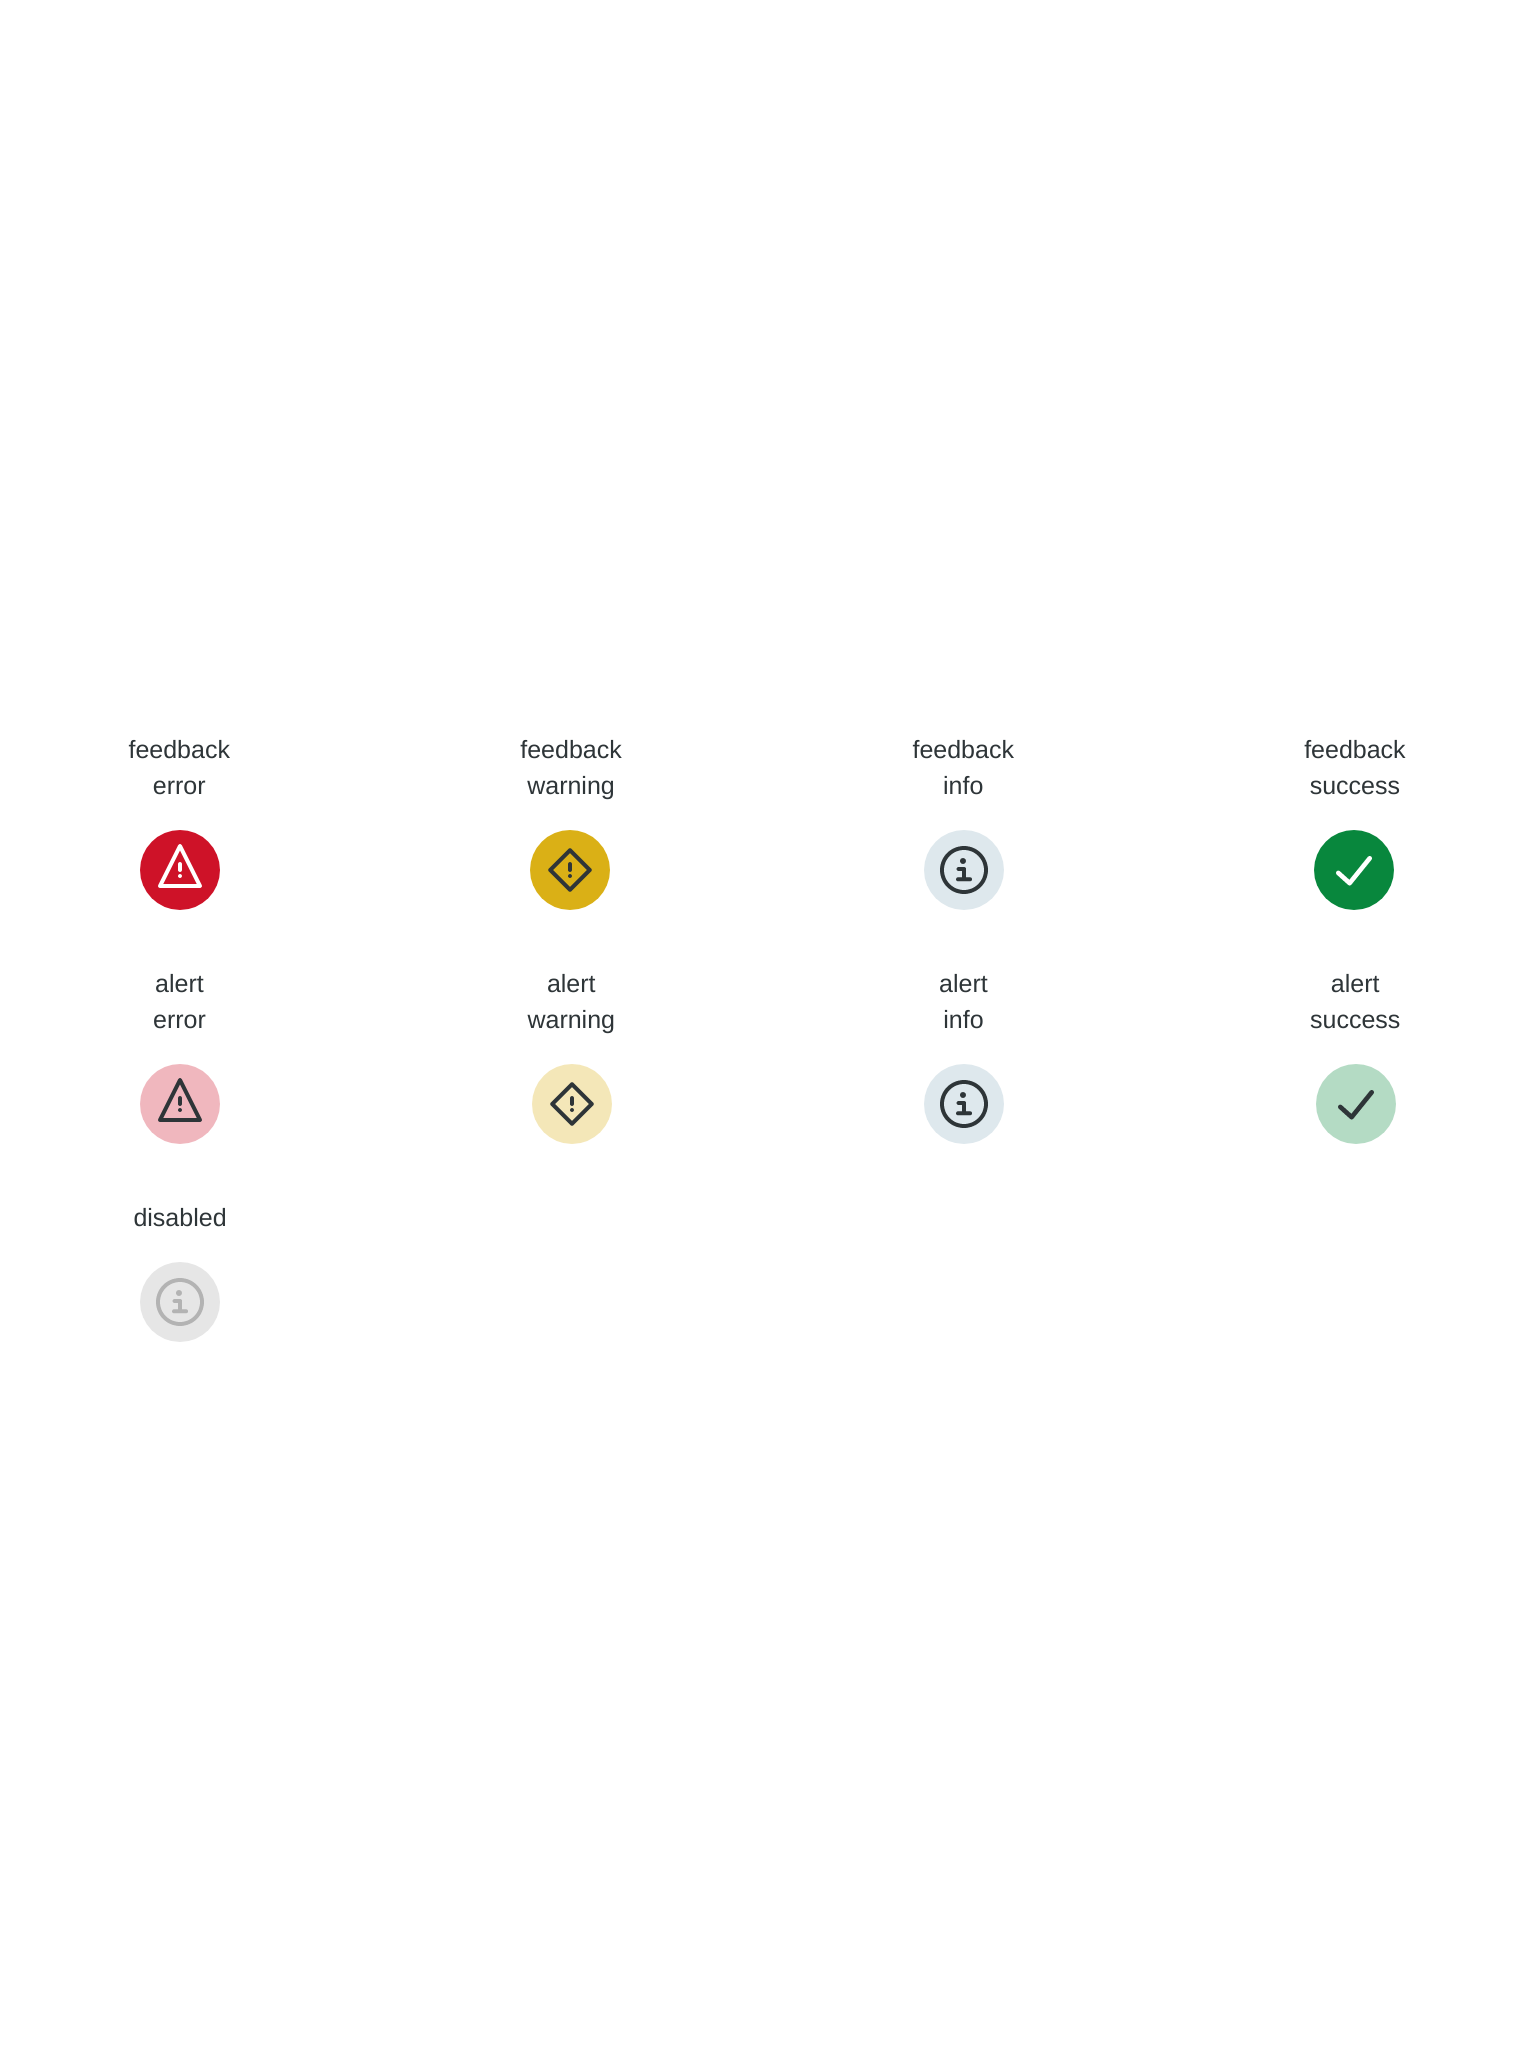 feedback
error
feedback
warning
feedback
info
feedback
success
alert
error
alert
warning
alert
info
alert
success
disabled